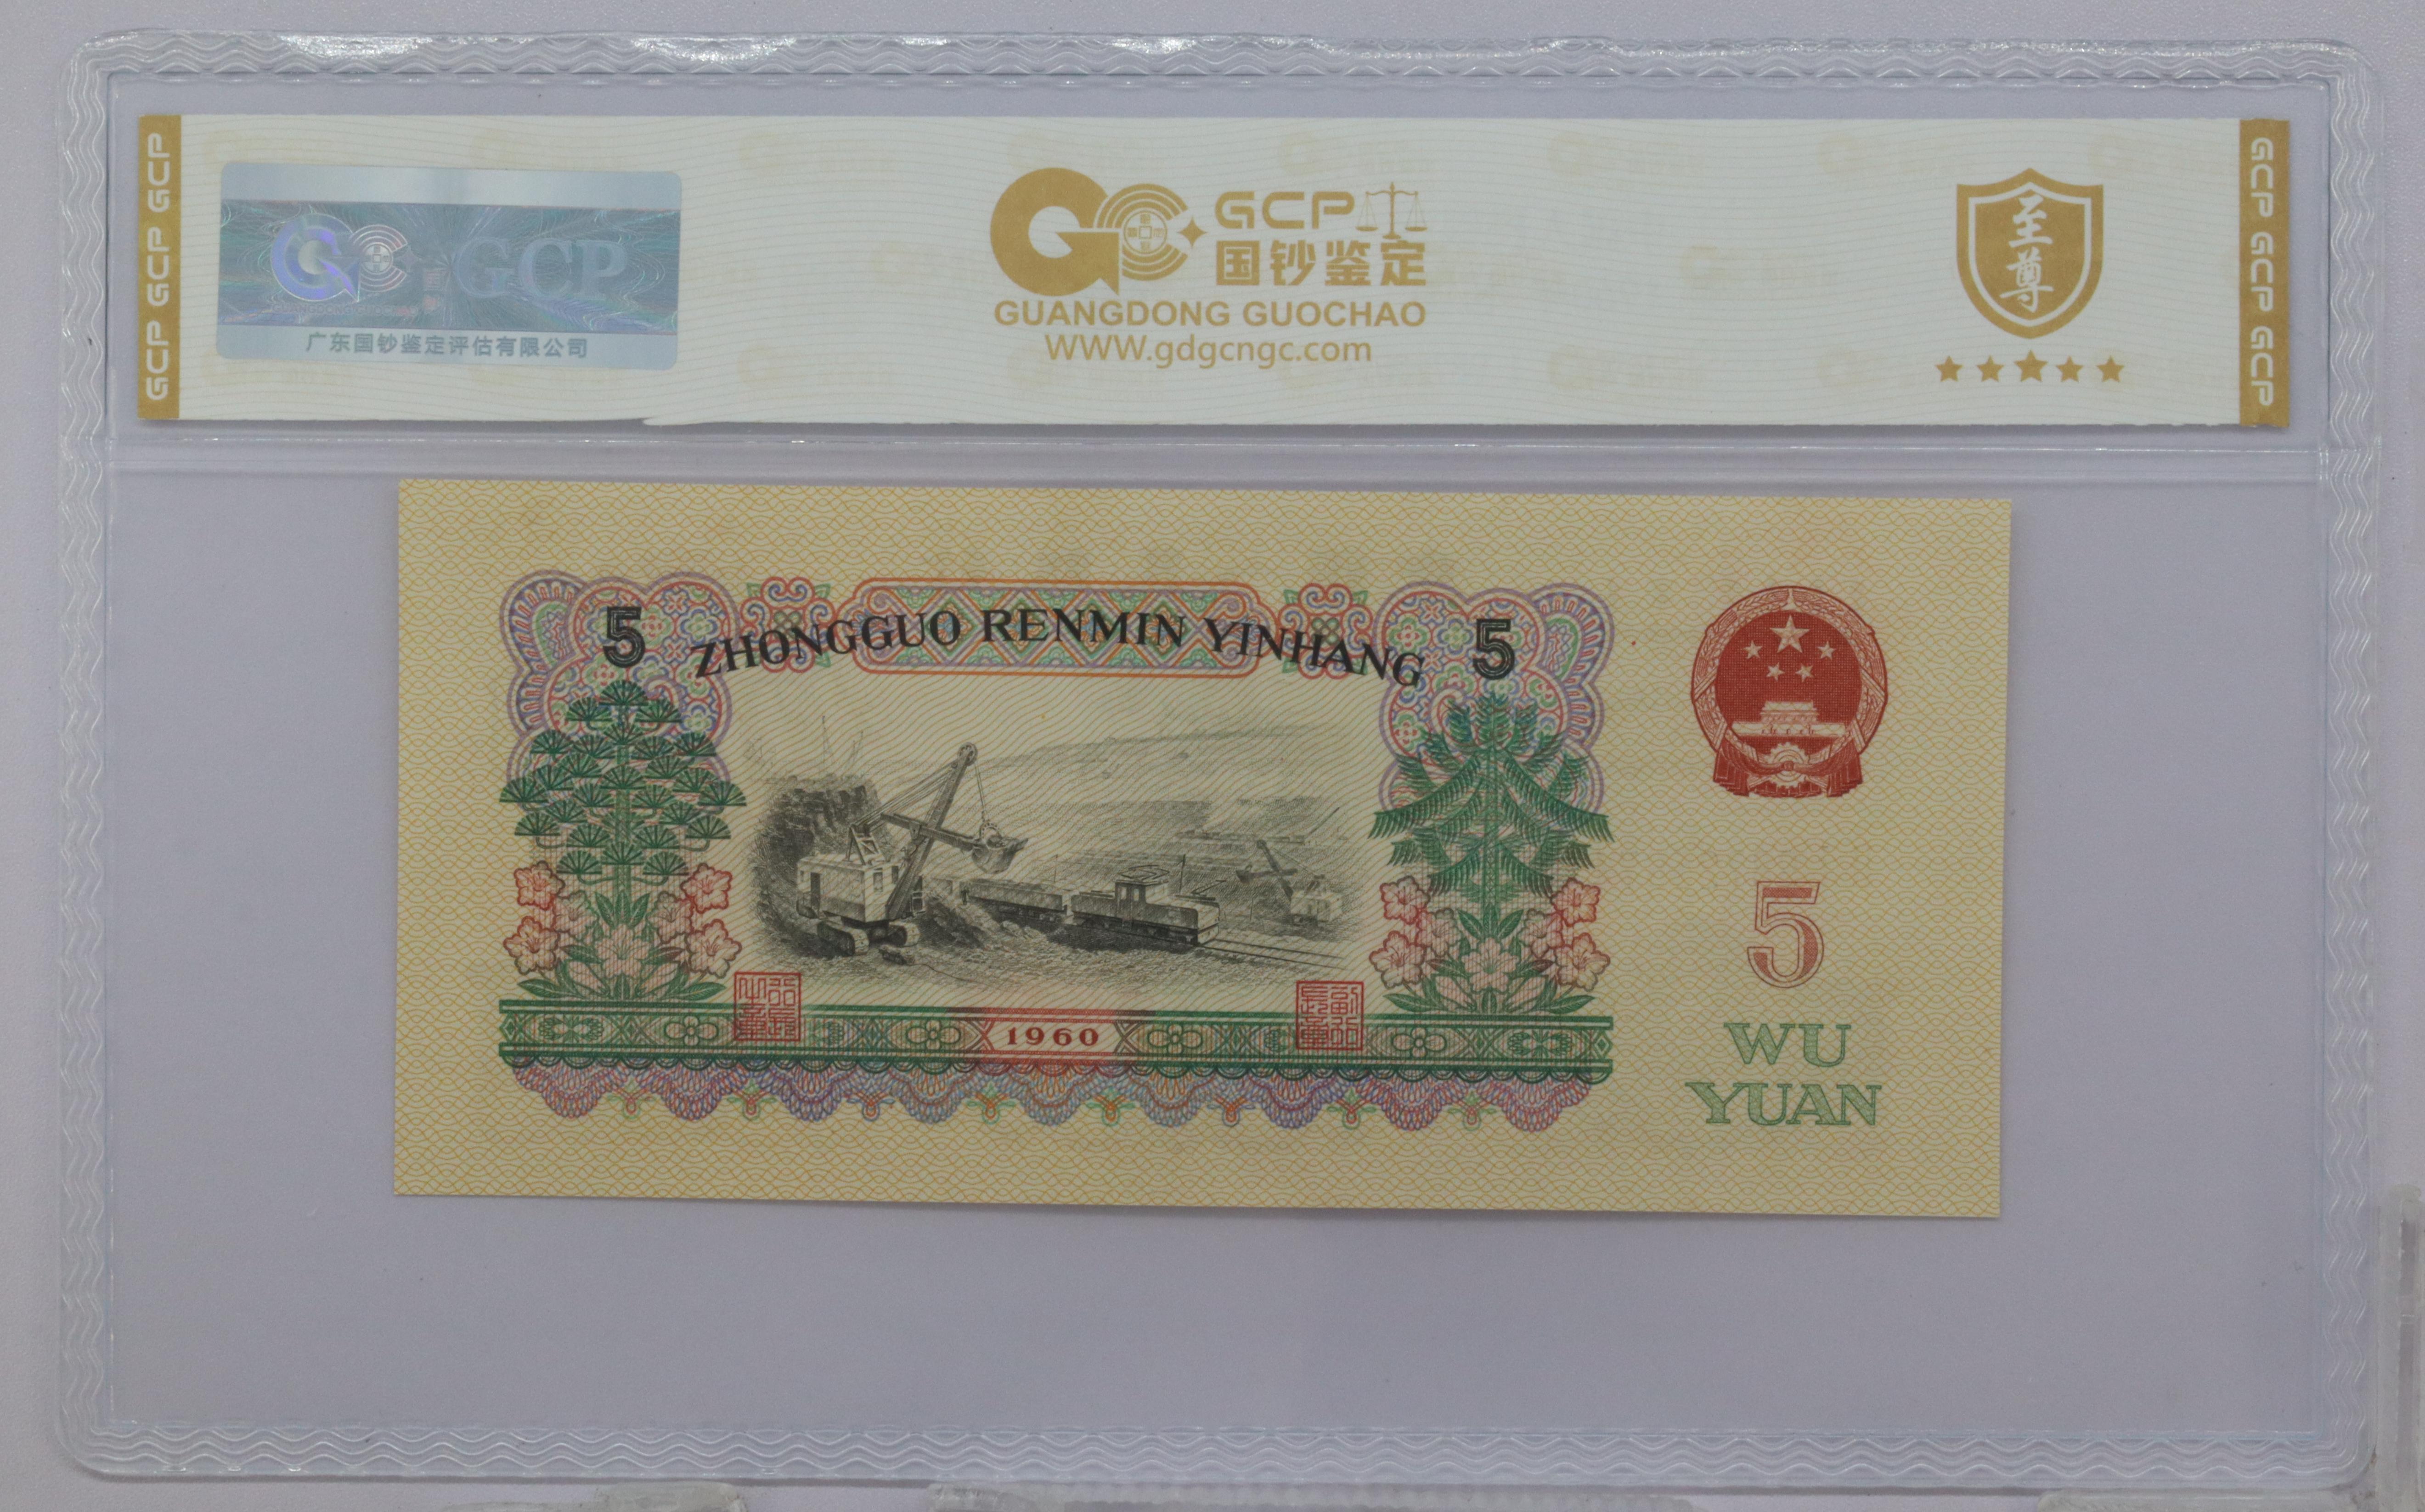 GCP GCP GCP
GCP
广东国钞鉴定评估有限公司
GCP
国钞鉴定
GUANGDONG GUOCHAO
WWW.gdgcngc.com
至尊
GCP GCP GCP
5 ZHONGGUO RENMIN YINHANG 5
1960
5
WU
YUAN